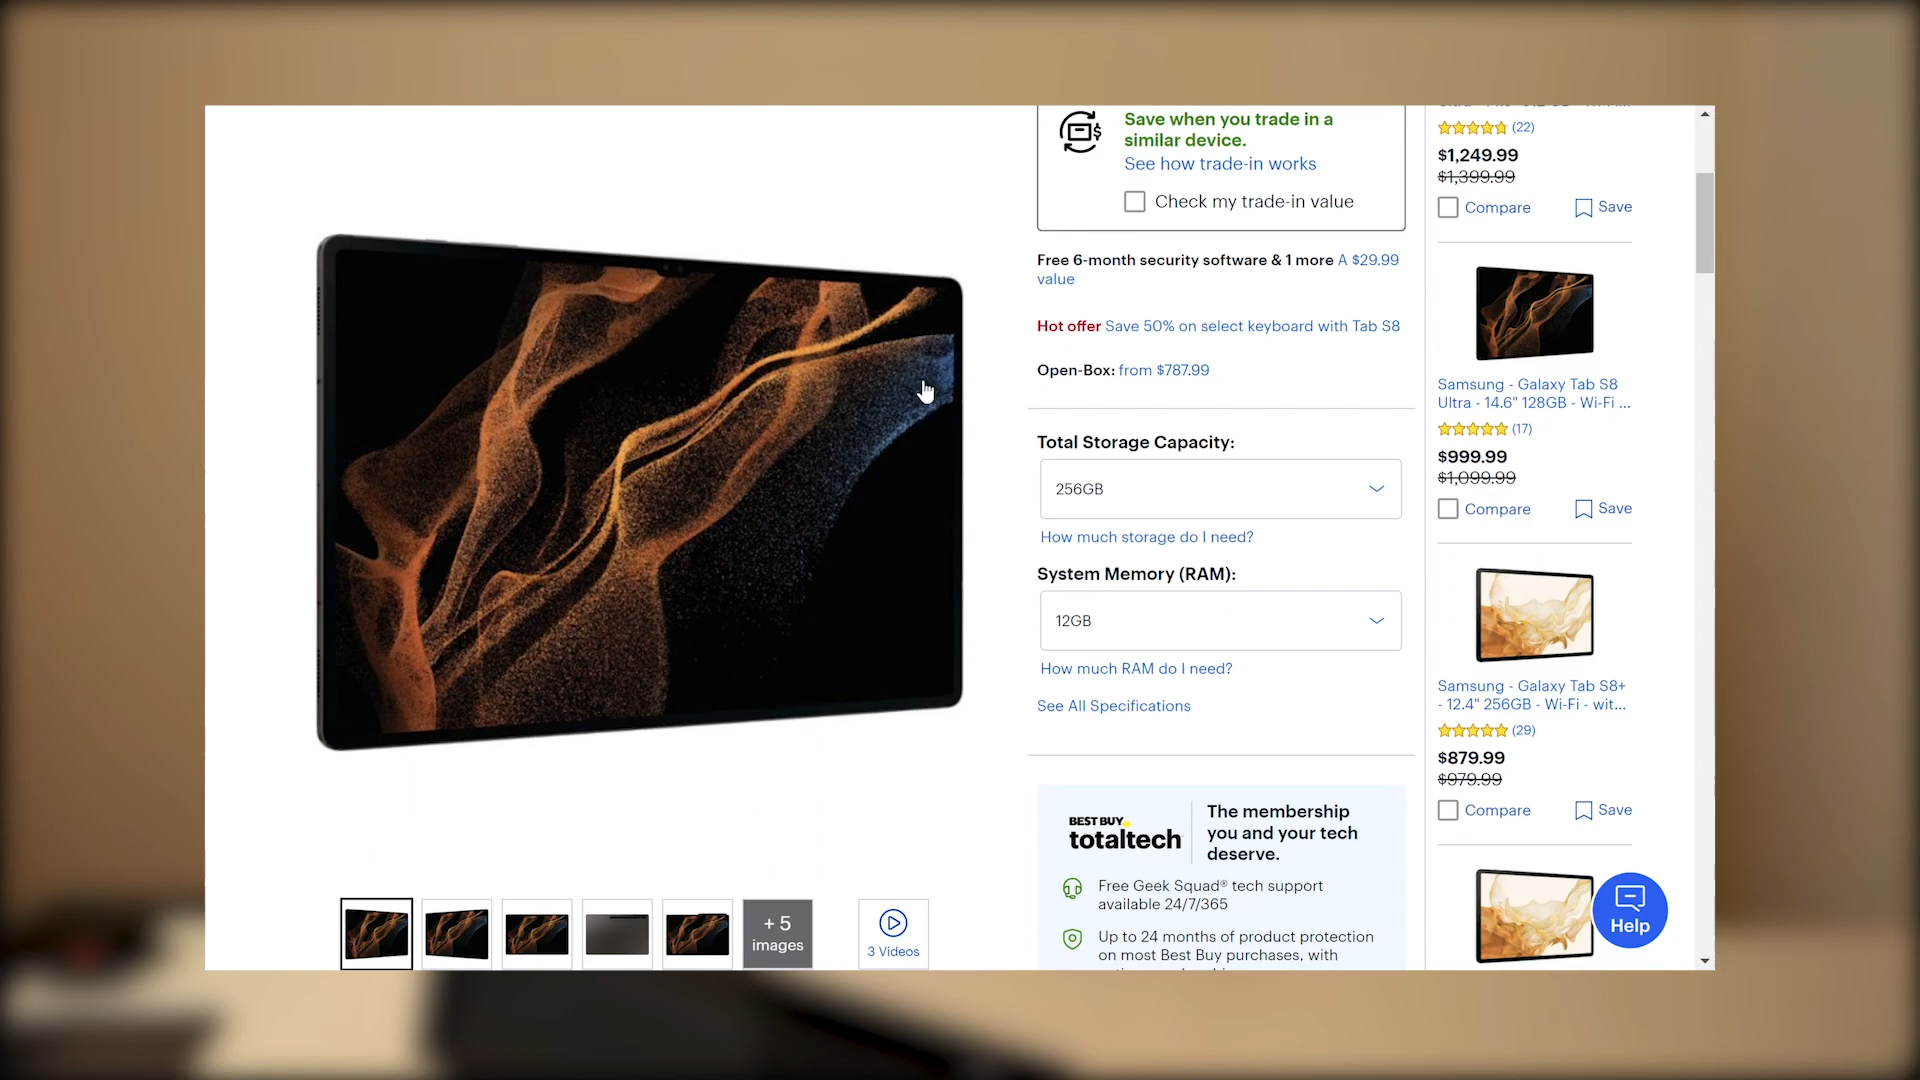 Save when you trade in a
similar device.
See how trade-in works
Check my trade-in value
Free 6-month security software & 1 more A $29.99
value
Hot offer Save 50% on select keyboard with Tab S8
Open-Box: from $787.99
Total Storage Capacity:
256GB
How much storage do I need?
System Memory (RAM):
12GB
How much RAM do I need?
See All Specifications
BEST BUY
totaltech
The membership
you and your tech
deserve.
Free Geek Squad® tech support
available 24/7/365
Up to 24 months of product protection
on most Best Buy purchases, with
+ 5
images
3 Videos
(22)
$1,249.99
$1,399.99
Compare
Save
Samsung - Galaxy Tab S8
Ultra - 14.6" 128GB - Wi-Fi ...
(17)
$999.99
$1,099.99
Compare
Save
Samsung - Galaxy Tab S8+
- 12.4" 256GB - Wi-Fi - wit...
(29)
$879.99
$979.99
Compare
Save
Help